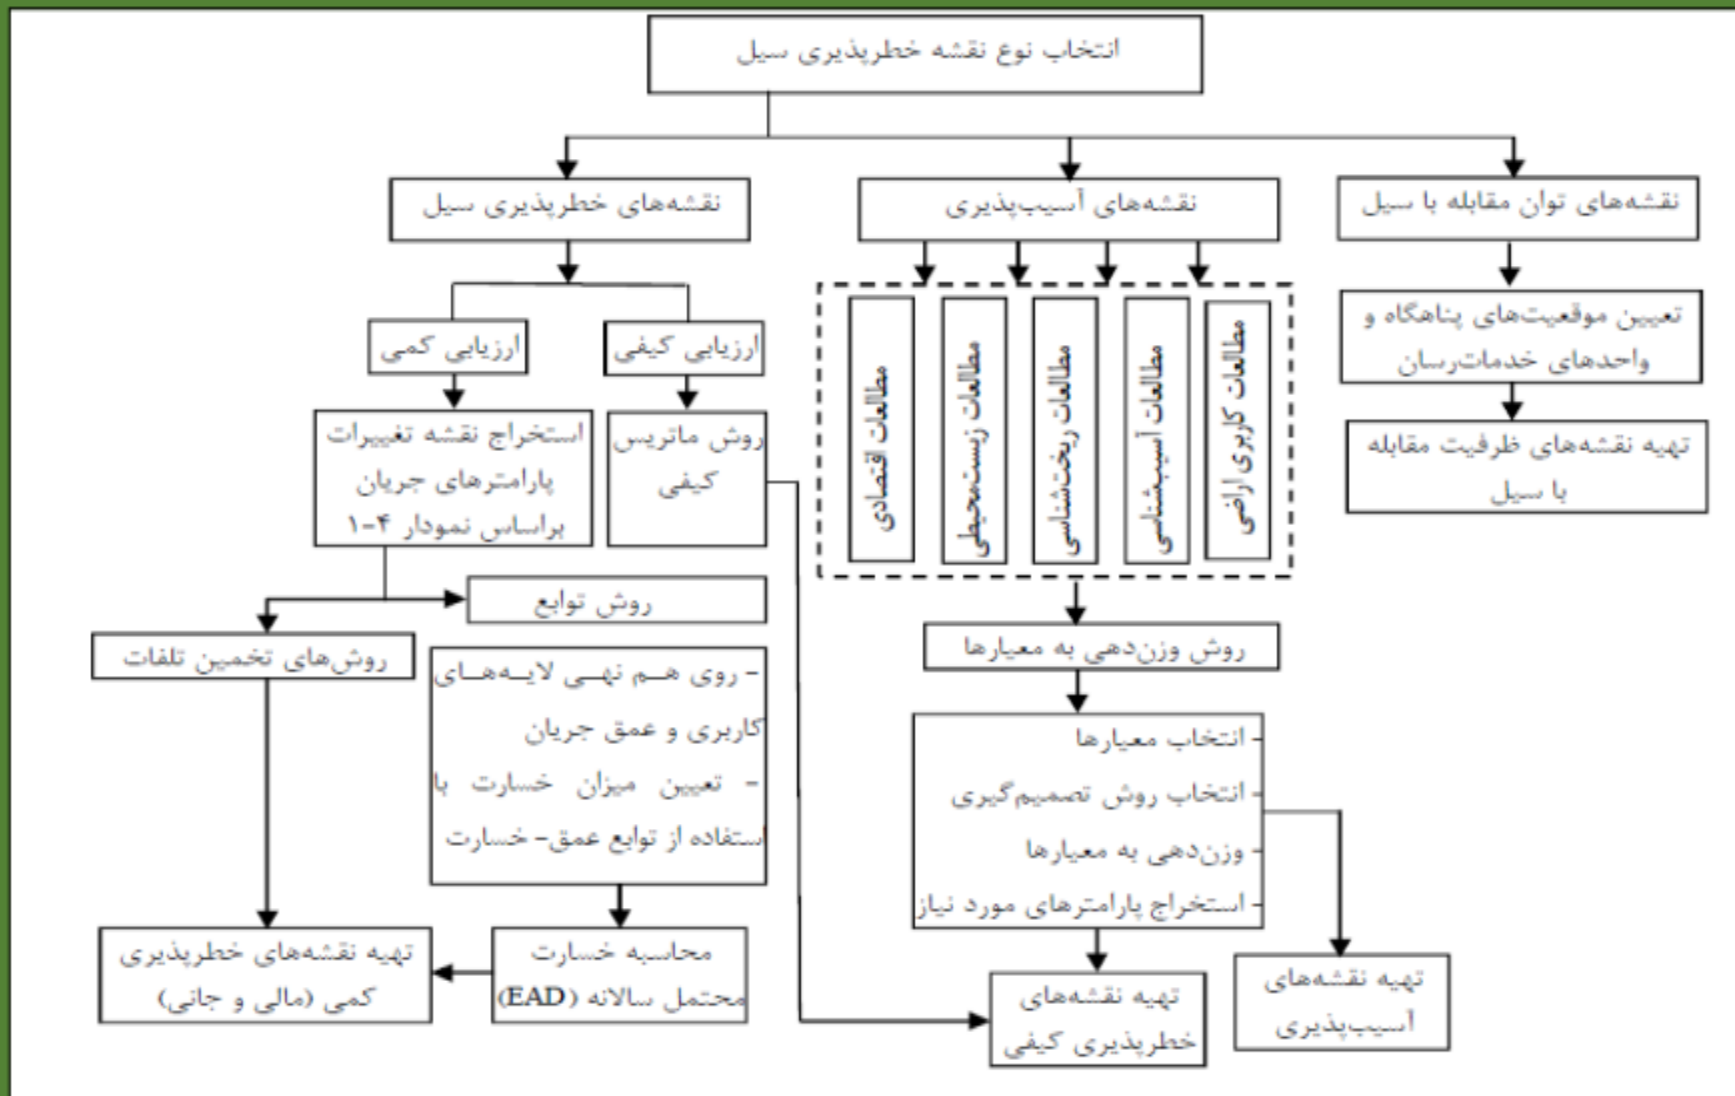 انتخاب نوع نقشه خطرپذیری سیل
نقشه‌های توان مقابله با سیل
نقشه‌های آسیب‌پذیری
نقشه‌های خطرپذیری سیل
تعیین موقعیت‌های پناهگاه و
واحدهای خدمات‌رسان
تهیه نقشه‌های ظرفیت مقابله
با سیل
مطالعات کاربری اراضی
مطالعات آسیب‌شناسی
مطالعات ریخت‌شناسی
مطالعات زیست‌محیطی
مطالعات اقتصادی
روش وزن‌دهی به معیارها
- انتخاب معیارها
- انتخاب روش تصمیم‌گیری
- وزن‌دهی به معیارها
- استخراج پارامترهای مورد نیاز
تهیه نقشه‌های
آسیب‌پذیری
تهیه نقشه‌های
خطرپذیری کیفی
ارزیابی کیفی
ارزیابی کمی
روش ماتریس
کیفی
استخراج نقشه تغییرات
پارامترهای جریان
براساس نمودار ۴-۱
روش توابع
روش‌های تخمین تلفات
- روی هم نهی لایه‌های
کاربری و عمق جریان
- تعیین میزان خسارت با
استفاده از توابع عمق- خسارت
محاسبه خسارت
محتمل سالانه (EAD)
تهیه نقشه‌های خطرپذیری
کمی (مالی و جانی)